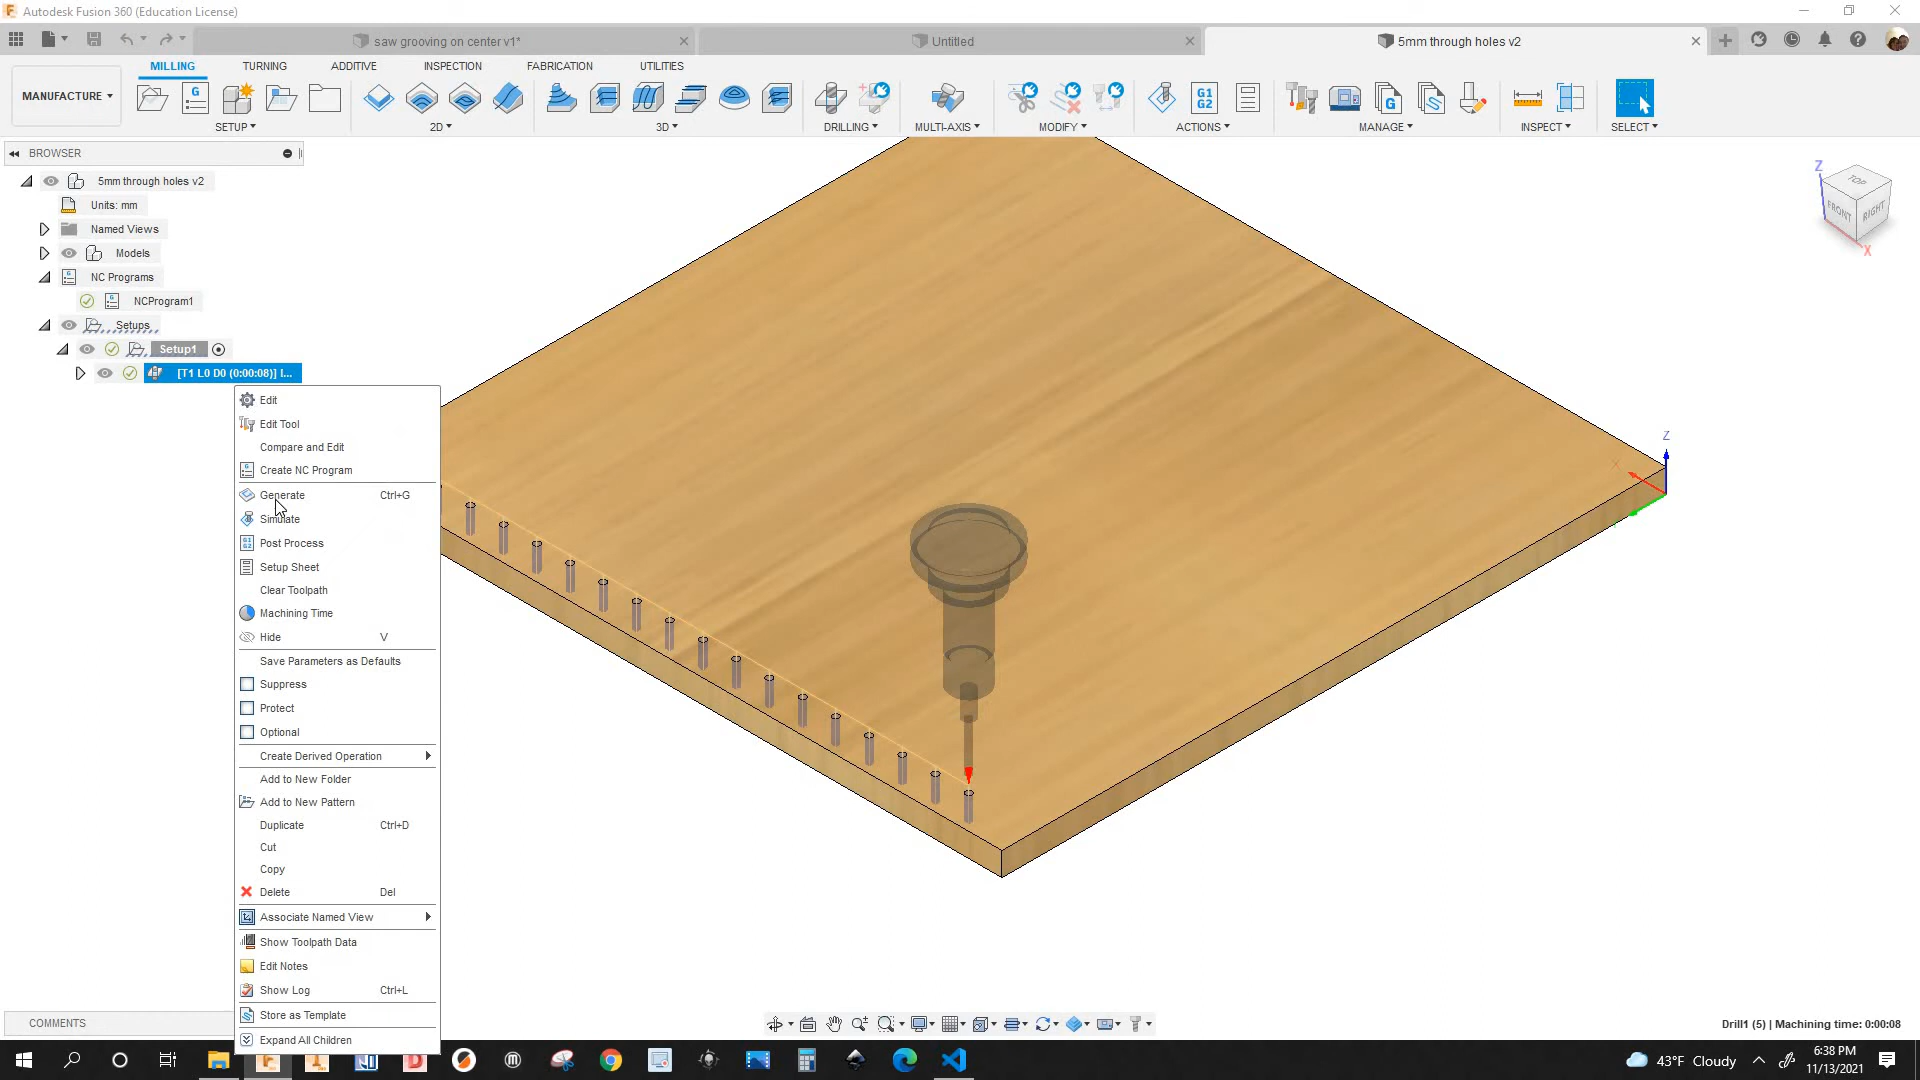 Autodesk Fusion 360 (Education License)
saw grooving on center v1*
Untitled
5mm through holes v2
MILLING
TURNING
ADDITIVE
INSPECTION
FABRICATION
UTILITIES
MANUFACTURE
SETUP
2D
3D
DRILLING
MULTI-AXIS
MODIFY
ACTIONS
MANAGE
INSPECT
SELECT
G1
G2
BROWSER
5mm through holes v2
Units: mm
Named Views
Models
NC Programs
NCProgram1
Setups
Setup1
[T1 L0 D0 (0:00:08)] I...
Edit
Edit Tool
Compare and Edit
Create NC Program
Generate Ctrl+G
Simulate
Post Process
Setup Sheet
Clear Toolpath
Machining Time
Hide V
Save Parameters as Defaults
Suppress
Protect
Optional
Create Derived Operation
Add to New Folder
Add to New Pattern
Duplicate Ctrl+D
Cut
Copy
Delete Del
Associate Named View
Show Toolpath Data
Edit Notes
Show Log Ctrl+L
Store as Template
Expand All Children
Z
TOP
FRONT
RIGHT
X
Z
X
COMMENTS
Drill1 (5) | Machining time: 0:00:08
43°F Cloudy
6:38 PM
11/13/2021